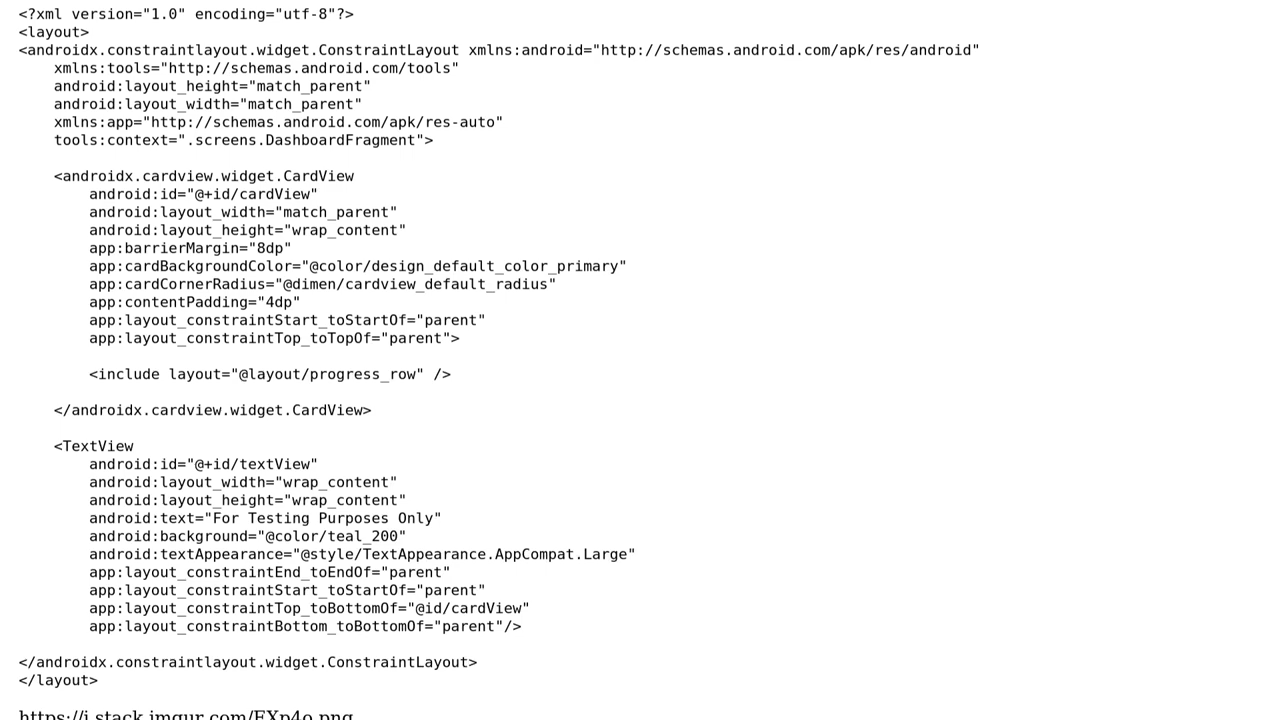 <?xml version="1.0" encoding="utf-8"?>
<layout>
<androidx.constraintlayout.widget.ConstraintLayout xmlns:android="http://schemas.android.com/apk/res/android"
    xmlns:tools="http://schemas.android.com/tools"
    android:layout_height="match_parent"
    android:layout_width="match_parent"
    xmlns:app="http://schemas.android.com/apk/res-auto"
    tools:context=".screens.DashboardFragment">

    <androidx.cardview.widget.CardView
        android:id="@+id/cardView"
        android:layout_width="match_parent"
        android:layout_height="wrap_content"
        app:barrierMargin="8dp"
        app:cardBackgroundColor="@color/design_default_color_primary"
        app:cardCornerRadius="@dimen/cardview_default_radius"
        app:contentPadding="4dp"
        app:layout_constraintStart_toStartOf="parent"
        app:layout_constraintTop_toTopOf="parent">

        <include layout="@layout/progress_row" />

    </androidx.cardview.widget.CardView>

    <TextView
        android:id="@+id/textView"
        android:layout_width="wrap_content"
        android:layout_height="wrap_content"
        android:text="For Testing Purposes Only"
        android:background="@color/teal_200"
        android:textAppearance="@style/TextAppearance.AppCompat.Large"
        app:layout_constraintEnd_toEndOf="parent"
        app:layout_constraintStart_toStartOf="parent"
        app:layout_constraintTop_toBottomOf="@id/cardView"
        app:layout_constraintBottom_toBottomOf="parent"/>

</androidx.constraintlayout.widget.ConstraintLayout>
</layout>

https://i.stack.imgur.com/FXp4o.png